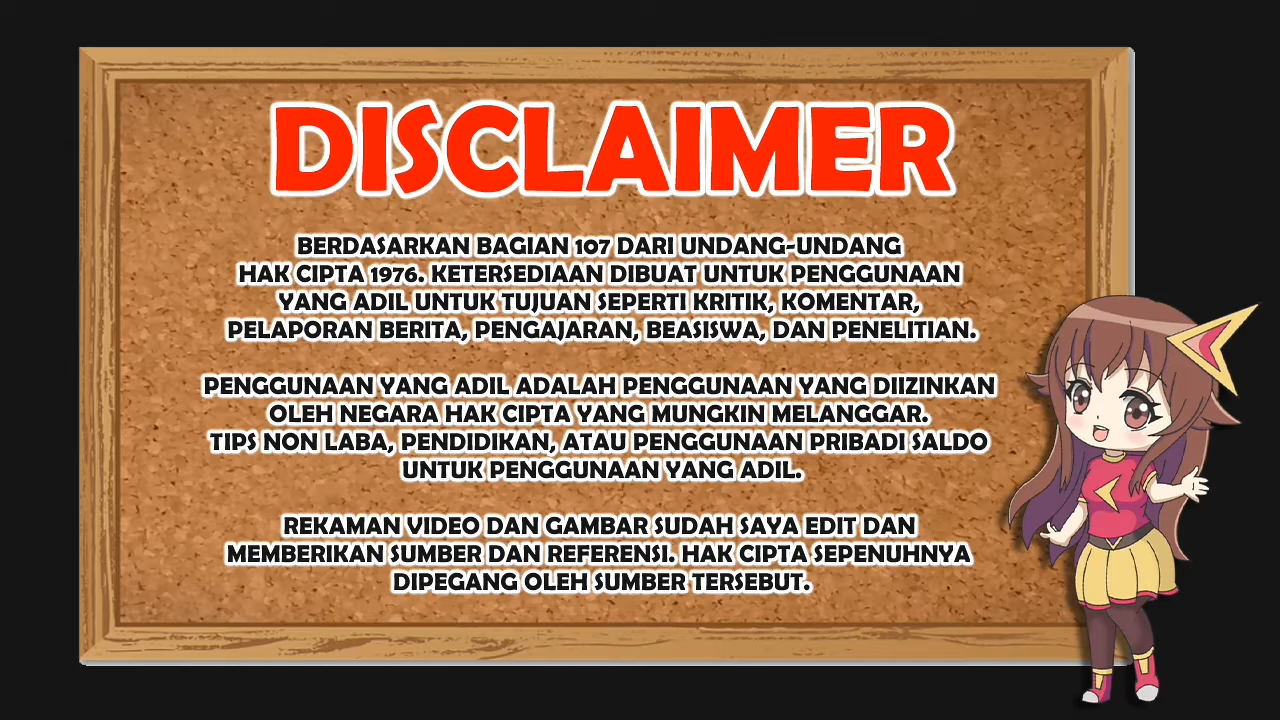 DISCLAIMER
BERDASARKAN BAGIAN 107 DARI UNDANG-UNDANG
HAK CIPTA 1976. KETERSEDIAAN DIBUAT UNTUK PENGGUNAAN
YANG ADIL UNTUK TUJUAN SEPERTI KRITIK, KOMENTAR,
PELAPORAN BERITA, PENGAJARAN, BEASISWA, DAN PENELITIAN.
PENGGUNAAN YANG ADIL ADALAH PENGGUNAAN YANG DIIZINKAN
OLEH NEGARA HAK CIPTA YANG MUNGKIN MELANGGAR.
TIPS NON LABA, PENDIDIKAN, ATAU PENGGUNAAN PRIBADI SALDO
UNTUK PENGGUNAAN YANG ADIL.
REKAMAN VIDEO DAN GAMBAR SUDAH SAYA EDIT DAN
MEMBERIKAN SUMBER DAN REFERENSI. HAK CIPTA SEPENUHNYA
DIPEGANG OLEH SUMBER TERSEBUT.